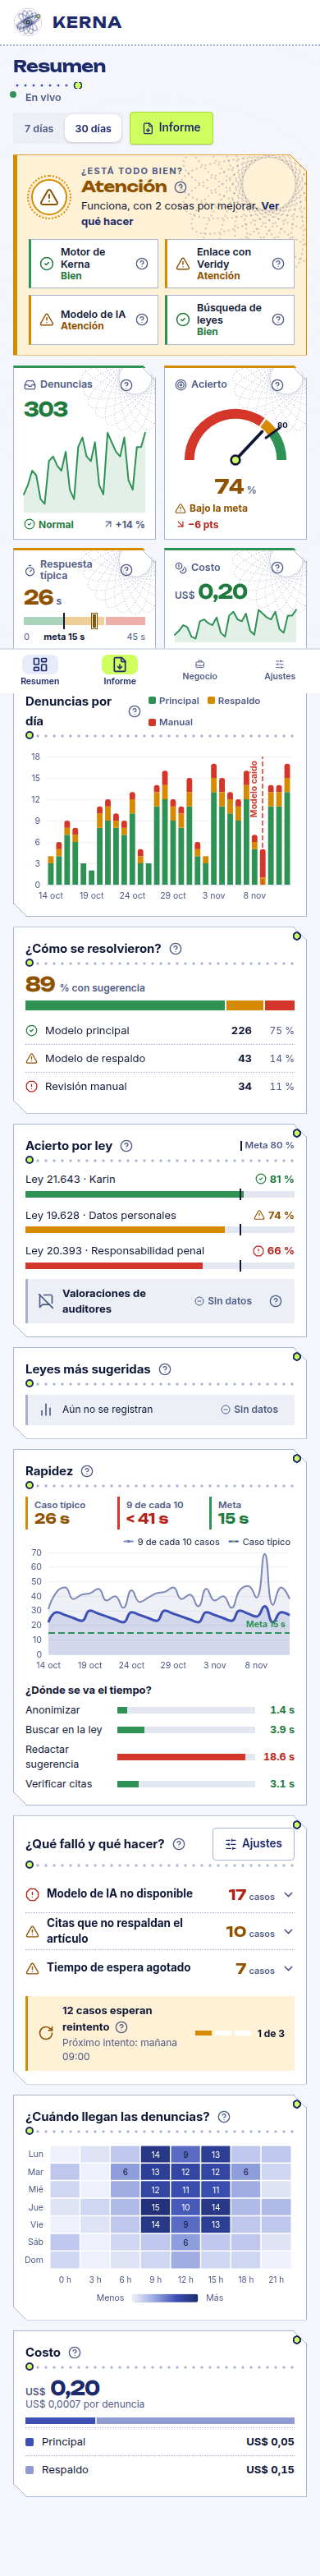 KERNA
Resumen
En vivo
7 días
30 días
Informe
¿ESTÁ TODO BIEN?
Atención
Funciona, con 2 cosas por mejorar. Ver
qué hacer
Motor de
Kerna
Bien
Enlace con
Veridy
Atención
Modelo de IA
Atención
Búsqueda de
leyes
Bien
Denuncias
303
Normal
+14 %
Acierto
80
74 %
Bajo la meta
−6 pts
Respuesta
típica
26 s
0
meta 15 s
45 s
Costo
US$ 0,20
Resumen
Informe
Negocio
Ajustes
Denuncias por
día
Principal
Respaldo
Manual
18
15
12
9
6
3
0
Modelo caído
14 oct
19 oct
24 oct
29 oct
3 nov
8 nov
¿Cómo se resolvieron?
89 % con sugerencia
Modelo principal 226 75 %
Modelo de respaldo 43 14 %
Revisión manual 34 11 %
Acierto por ley
Meta 80 %
Ley 21.643 · Karin 81 %
Ley 19.628 · Datos personales 74 %
Ley 20.393 · Responsabilidad penal 66 %
Valoraciones de
auditores
Sin datos
Leyes más sugeridas
Aún no se registran
Sin datos
Rapidez
Caso típico
26 s
9 de cada 10
< 41 s
Meta
15 s
9 de cada 10 casos
Caso típico
70
60
50
40
30
20
10
0
Meta 15 s
14 oct
19 oct
24 oct
29 oct
3 nov
8 nov
¿Dónde se va el tiempo?
Anonimizar 1.4 s
Buscar en la ley 3.9 s
Redactar
sugerencia 18.6 s
Verificar citas 3.1 s
¿Qué falló y qué hacer?
Ajustes
Modelo de IA no disponible 17 casos
Citas que no respaldan el
artículo 10 casos
Tiempo de espera agotado 7 casos
12 casos esperan
reintento
Próximo intento: mañana
09:00
1 de 3
¿Cuándo llegan las denuncias?
Lun 14 9 13
Mar 6 13 12 12 6
Mié 12 11 11
Jue 15 10 14
Vie 14 9 13
Sáb 6
Dom
0 h 3 h 6 h 9 h 12 h 15 h 18 h 21 h
Menos
Más
Costo
US$ 0,20
US$ 0,0007 por denuncia
Principal US$ 0,05
Respaldo US$ 0,15